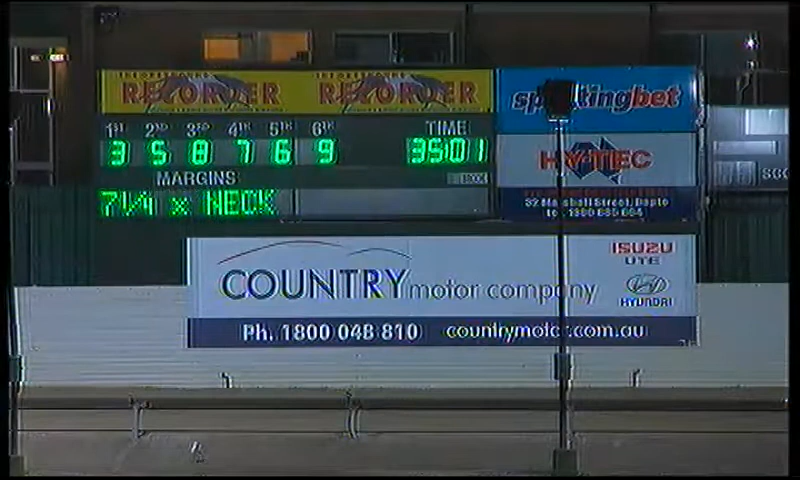 RECORDER RECORDER
sportingbet
1ST 2ND 3RD 4TH 5TH 6TH TIME
3 5 8 7 6 9 35:01
HY-TEC
MARGINS
32 Marshall Street, Dapto
7 1/4 x NECK
COUNTRY motor company
ISUZU
UTE
HYUNDAI
Ph. 1800 048 810 countrymotor.com.au